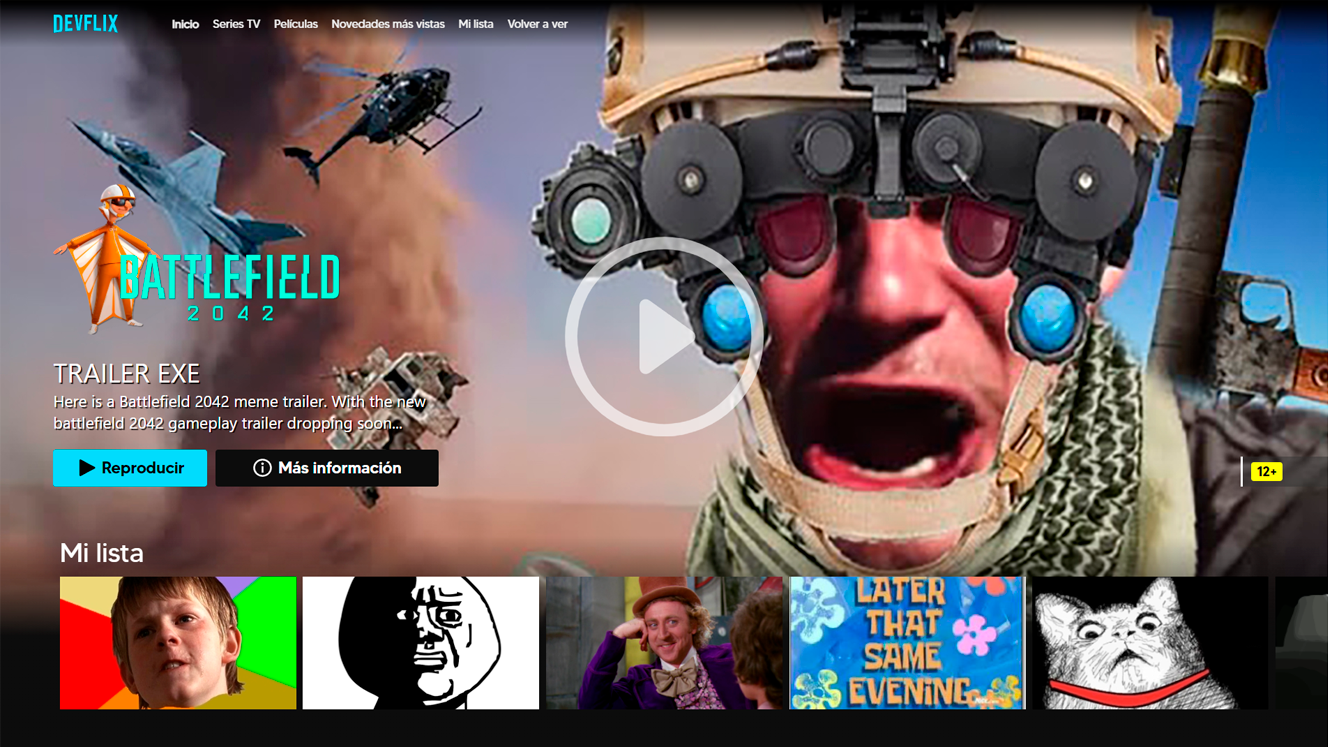 DEVFLIX
Inicio Series TV Películas Novedades más vistas Mi lista Volver a ver
BATTLEFIELD
2042
TRAILER EXE
Here is a Battlefield 2042 meme trailer. With the new
battlefield 2042 gameplay trailer dropping soon...
Reproducir
Más información
12+
Mi lista
LATER
THAT
SAME
EVENING